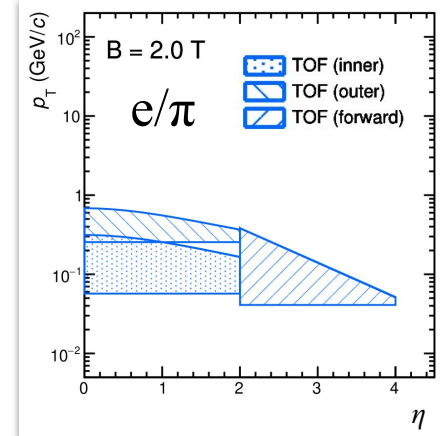 p_T (GeV/c)
10²
10
1
10⁻¹
10⁻²
B = 2.0 T
e/π
TOF (inner)
TOF (outer)
TOF (forward)
0 1 2 3 4
η